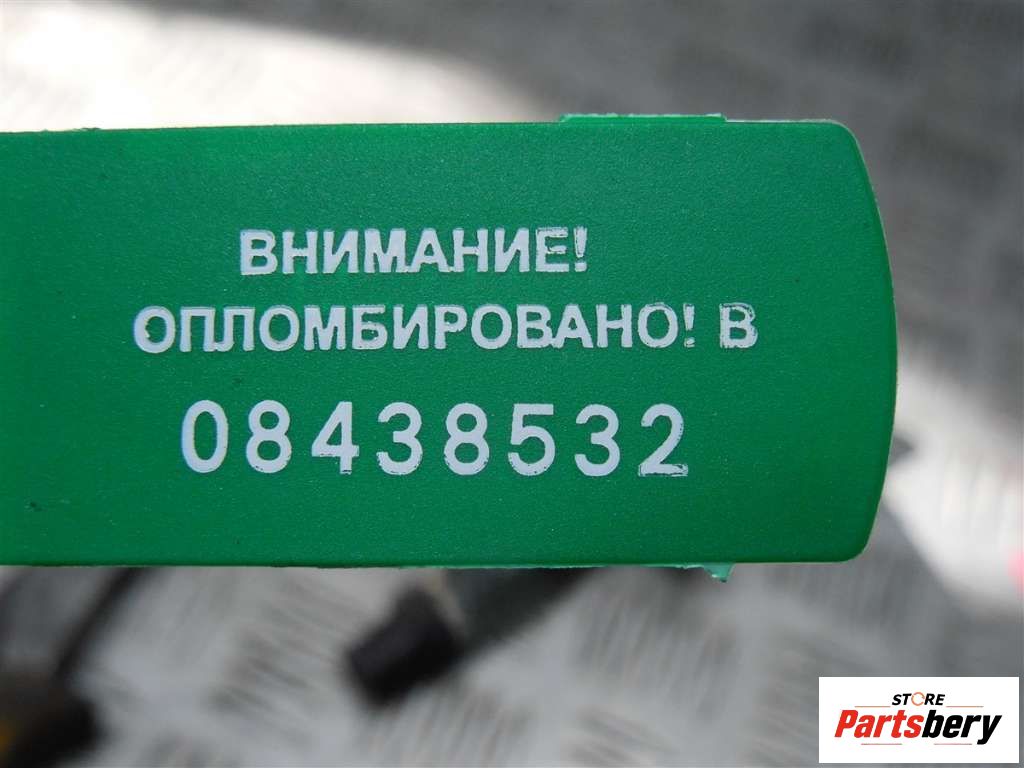 ВНИМАНИЕ!
ОПЛОМБИРОВАНО! В
08438532
STORE
Partsbery